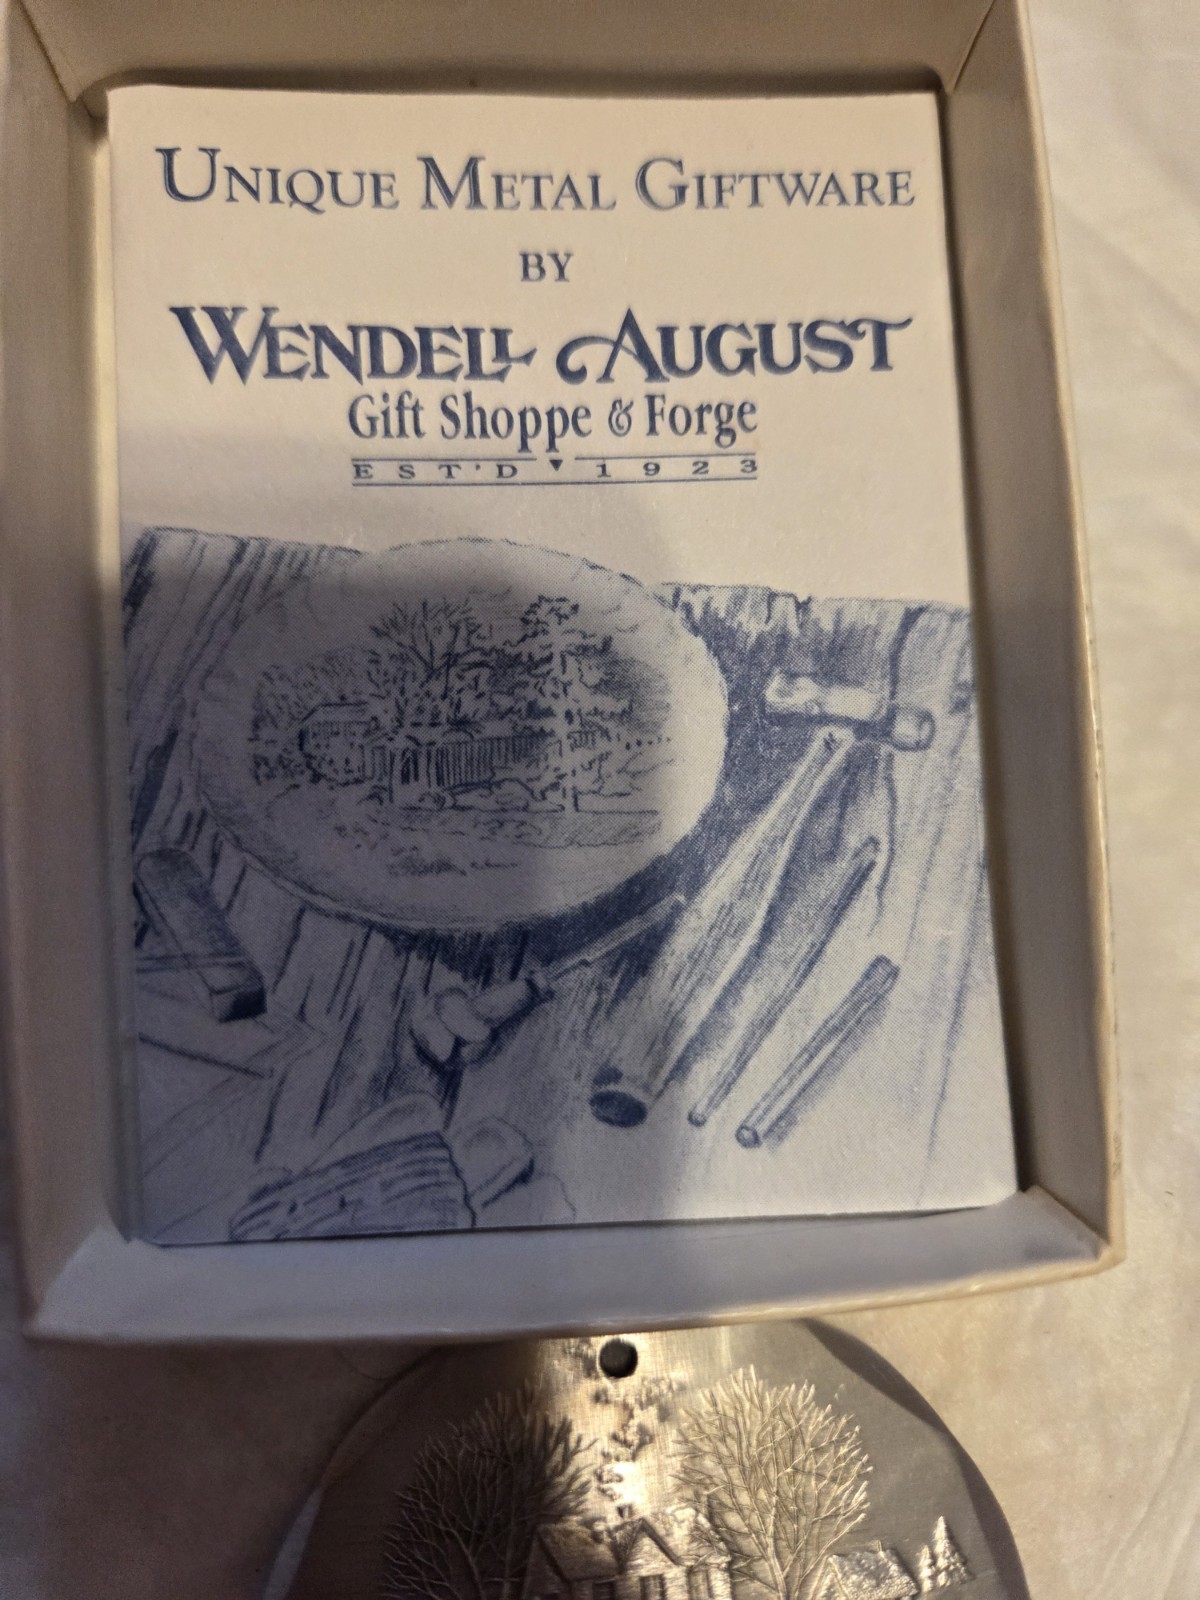 UNIQUE METAL GIFTWARE
BY
WENDELL AUGUST
Gift Shoppe & Forge
EST'D 1923